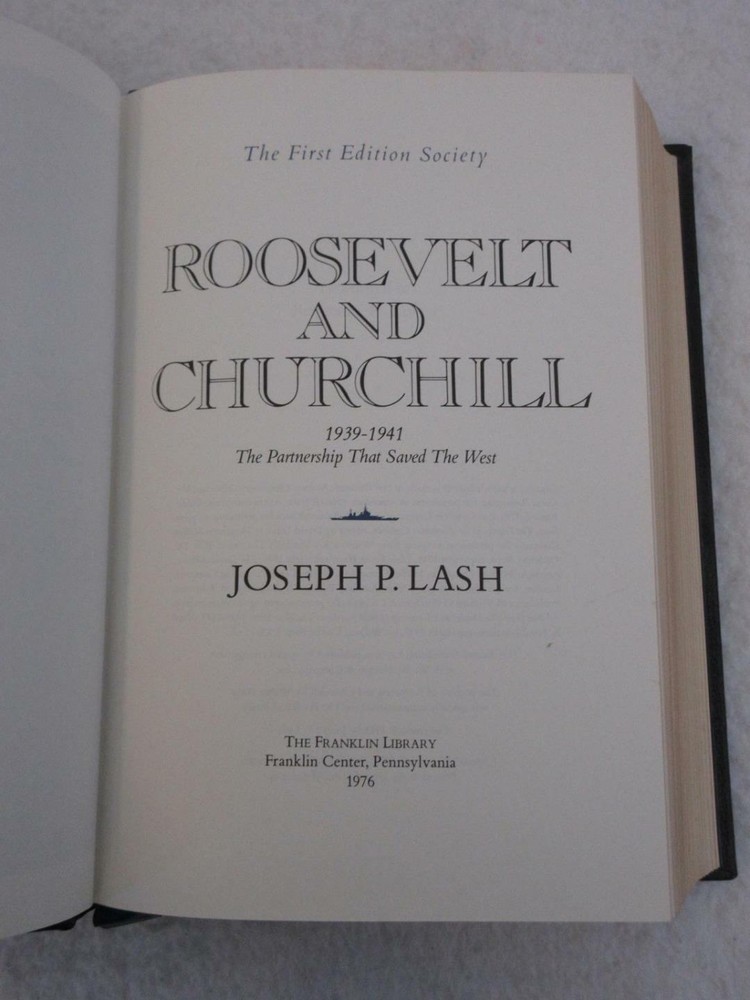 The First Edition Society
ROOSEVELT
AND
CHURCHILL
1939-1941
The Partnership That Saved The West
JOSEPH P. LASH
THE FRANKLIN LIBRARY
Franklin Center, Pennsylvania
1976